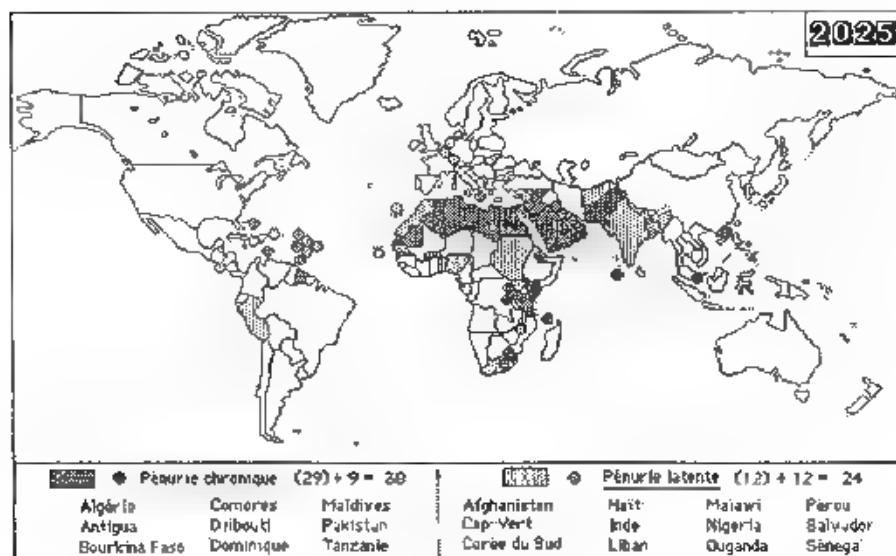 2025
Pénurie chronique (29) + 9 = 38
Algérie Comores Maldives
Antigua Djibouti Pakistan
Bourkina Faso Dominique Tanzanie
Pénurie latente (12) + 12 = 24
Afghanistan Haïti Malawi Pérou
Cap-Vert Inde Nigeria Salvador
Corée du Sud Liban Ouganda Sénégal